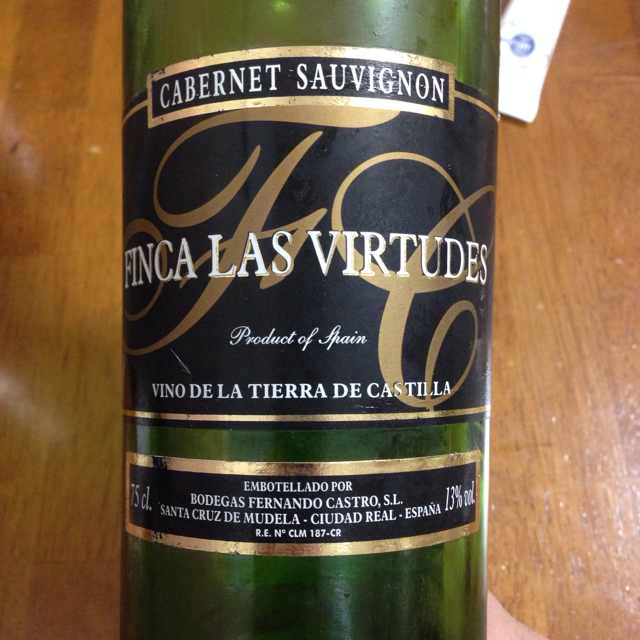 CABERNET SAUVIGNON
FC
FINCA LAS VIRTUDES
Product of Spain
VINO DE LA TIERRA DE CASTILLA
EMBOTELLADO POR
75 cl. BODEGAS FERNANDO CASTRO, S.L. 13% vol.
SANTA CRUZ DE MUDELA - CIUDAD REAL - ESPAÑA
R.E. Nº CLM 187-CR